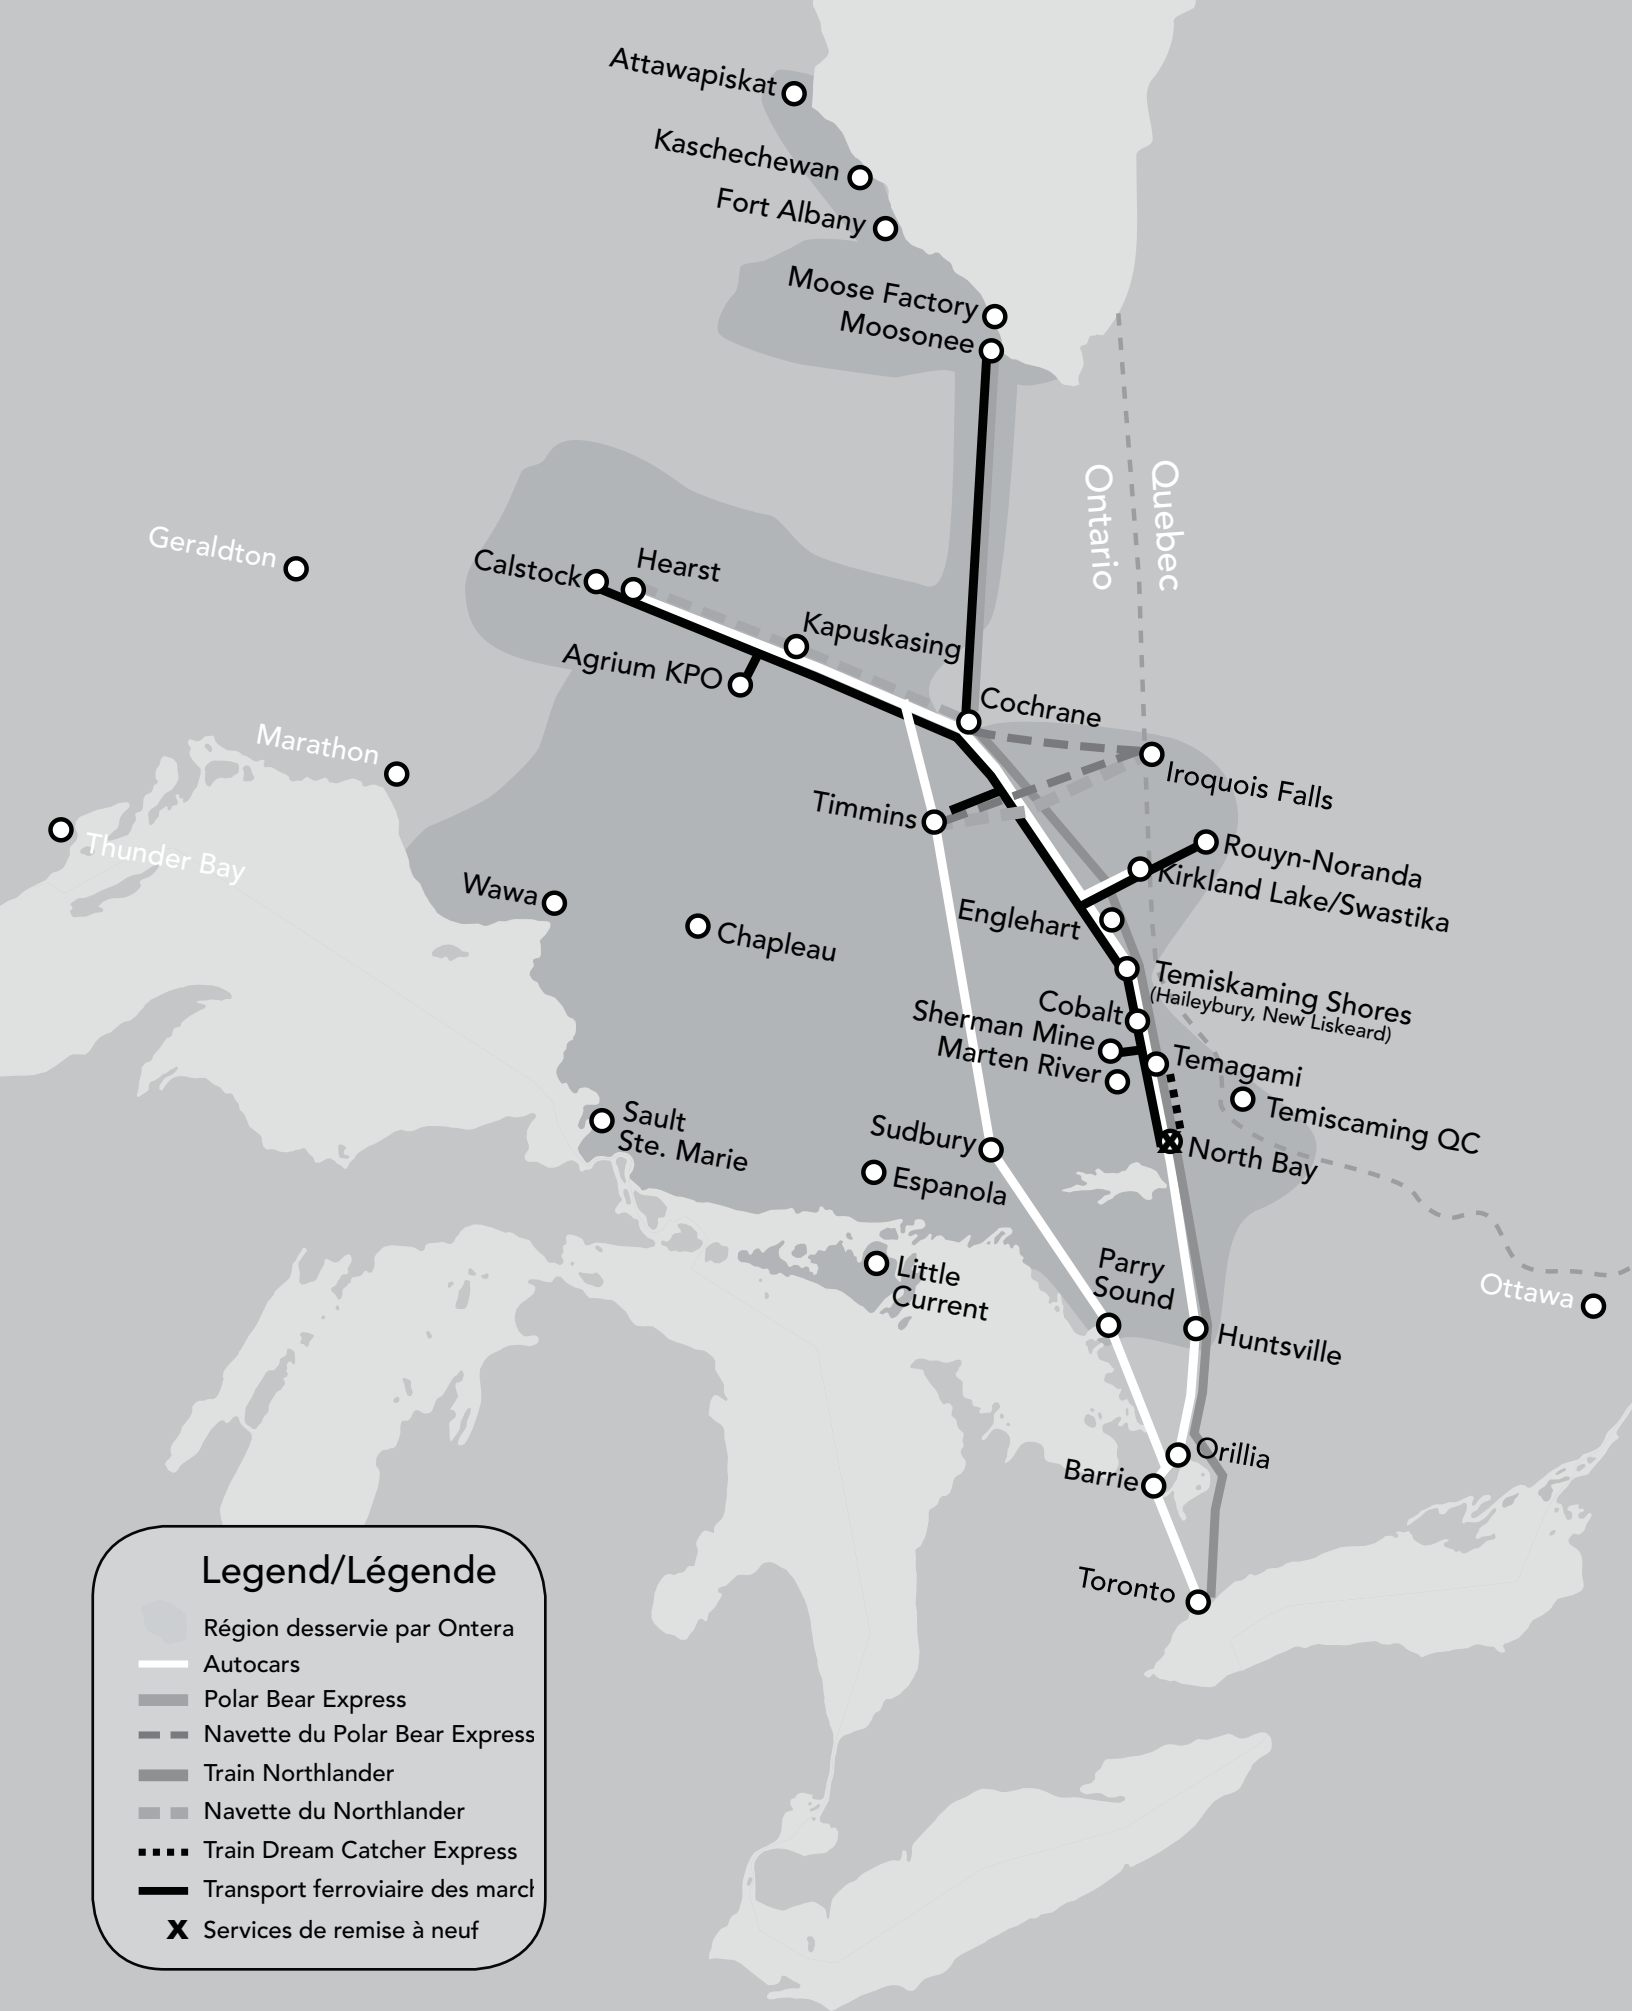 Attawapiskat
Kaschechewan
Fort Albany
Moose Factory
Moosonee
Ontario
Quebec
Geraldton
Calstock
Hearst
Kapuskasing
Agrium KPO
Cochrane
Marathon
Iroquois Falls
Timmins
Thunder Bay
Rouyn-Noranda
Kirkland Lake/Swastika
Wawa
Chapleau
Englehart
Temiskaming Shores
(Haileybury, New Liskeard)
Cobalt
Sherman Mine
Marten River
Temagami
Temiscaming QC
Sault
Ste. Marie
Sudbury
North Bay
Espanola
Little
Current
Parry
Sound
Ottawa
Huntsville
Orillia
Barrie
Toronto
Legend/Légende
Région desservie par Ontera
Autocars
Polar Bear Express
Navette du Polar Bear Express
Train Northlander
Navette du Northlander
Train Dream Catcher Express
Transport ferroviaire des march
X Services de remise à neuf